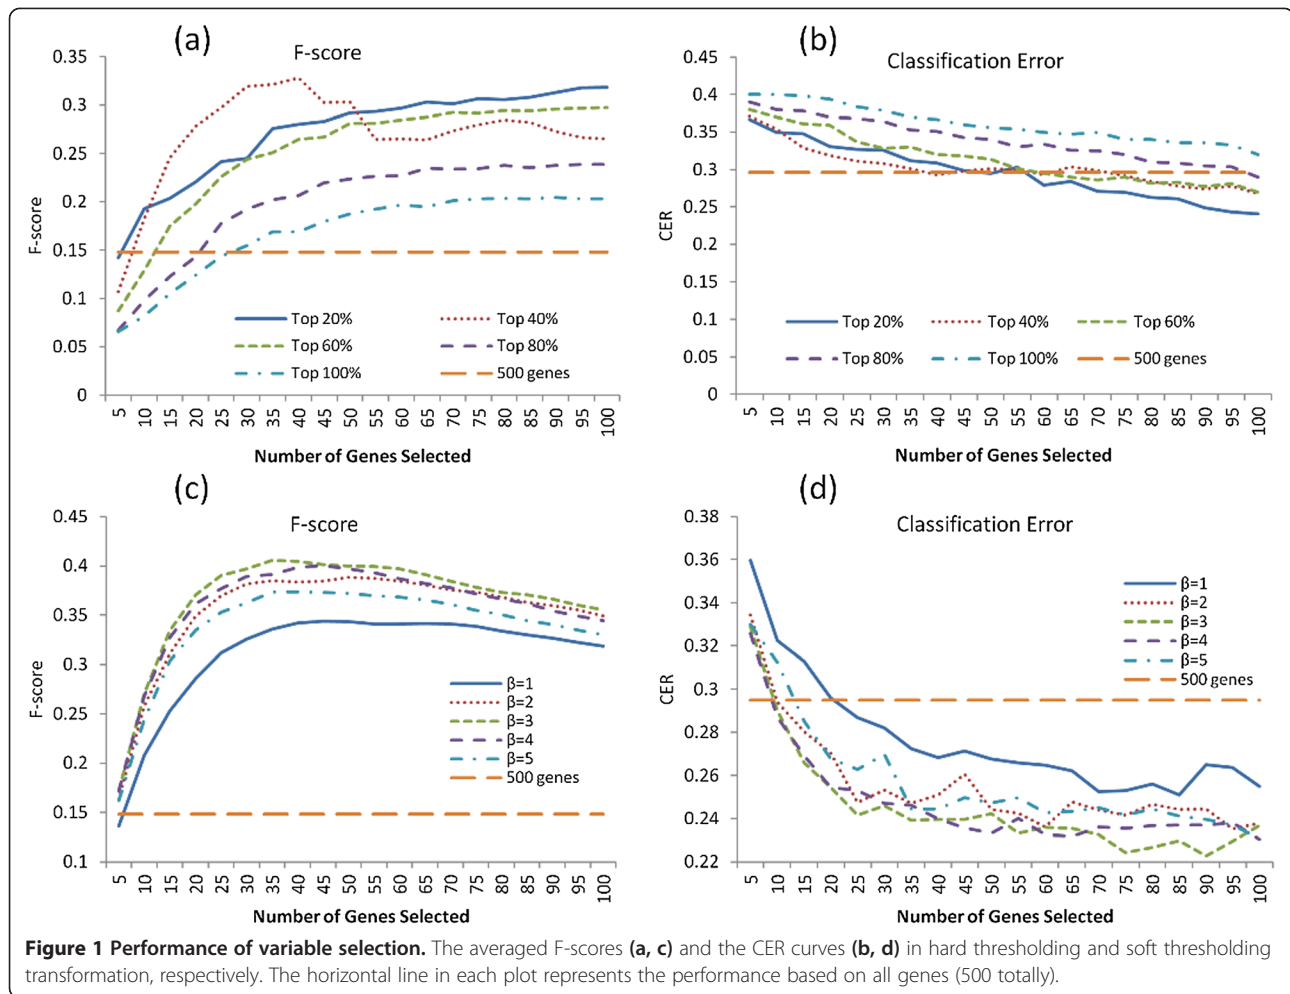 (a)
F-score
0.35
0.3
0.25
0.2
0.15
0.1
0.05
0
F-score
Top 20%
Top 40%
Top 60%
Top 80%
Top 100%
500 genes
5 10 15 20 25 30 35 40 45 50 55 60 65 70 75 80 85 90 95 100
Number of Genes Selected
(b)
Classification Error
0.45
0.4
0.35
0.3
0.25
0.2
0.15
0.1
0.05
0
CER
Top 20% Top 40% Top 60%
Top 80% Top 100% 500 genes
5 10 15 20 25 30 35 40 45 50 55 60 65 70 75 80 85 90 95 100
Number of Genes Selected
(c)
F-score
0.45
0.4
0.35
0.3
0.25
0.2
0.15
0.1
F-score
β=1
β=2
β=3
β=4
β=5
500 genes
5 10 15 20 25 30 35 40 45 50 55 60 65 70 75 80 85 90 95 100
Number of Genes Selected
(d)
Classification Error
0.38
0.36
0.34
0.32
0.3
0.28
0.26
0.24
0.22
CER
β=1
β=2
β=3
β=4
β=5
500 genes
5 10 15 20 25 30 35 40 45 50 55 60 65 70 75 80 85 90 95 100
Number of Genes Selected
Figure 1 Performance of variable selection. The averaged F-scores (a, c) and the CER curves (b, d) in hard thresholding and soft thresholding
transformation, respectively. The horizontal line in each plot represents the performance based on all genes (500 totally).